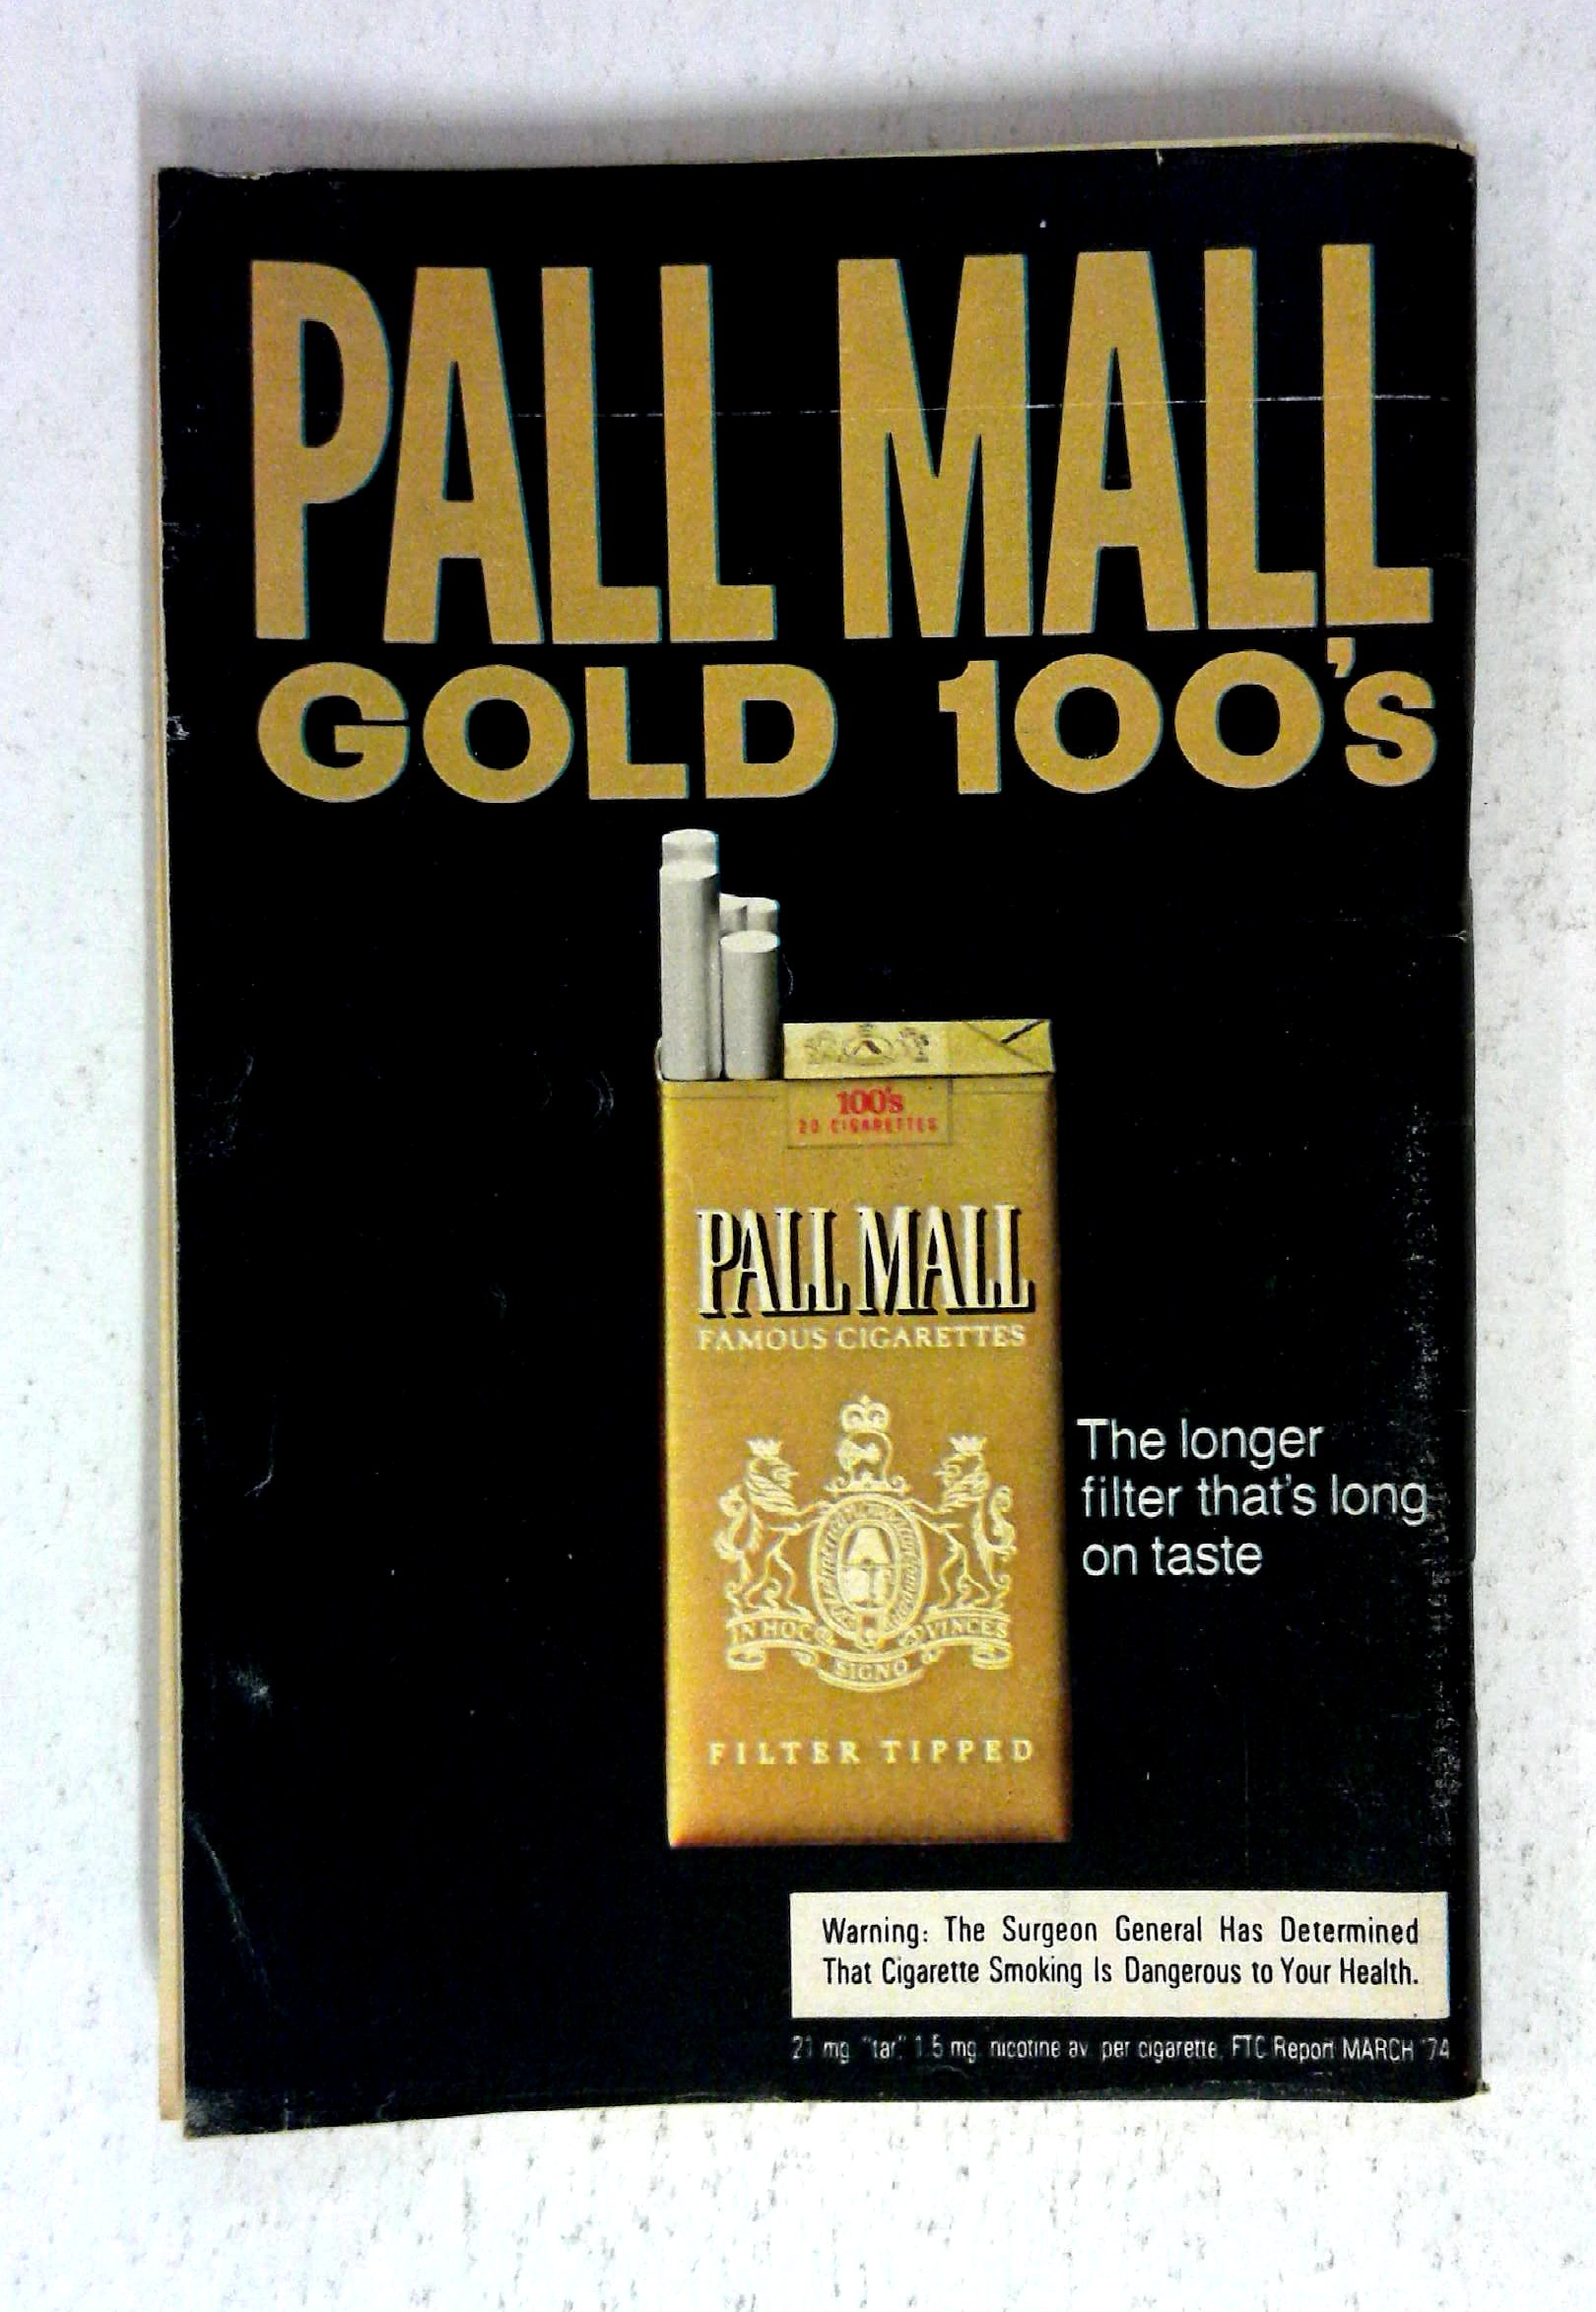 PALL MALL
GOLD 100's
100's
20 CIGARETTES
PALL MALL
FAMOUS CIGARETTES
IN HOC
SIGNO
VINCES
FILTER TIPPED
The longer
filter that's long
on taste
Warning: The Surgeon General Has Determined
That Cigarette Smoking Is Dangerous to Your Health.
21 mg. "tar," 1.5 mg. nicotine av. per cigarette, FTC Report MARCH '74